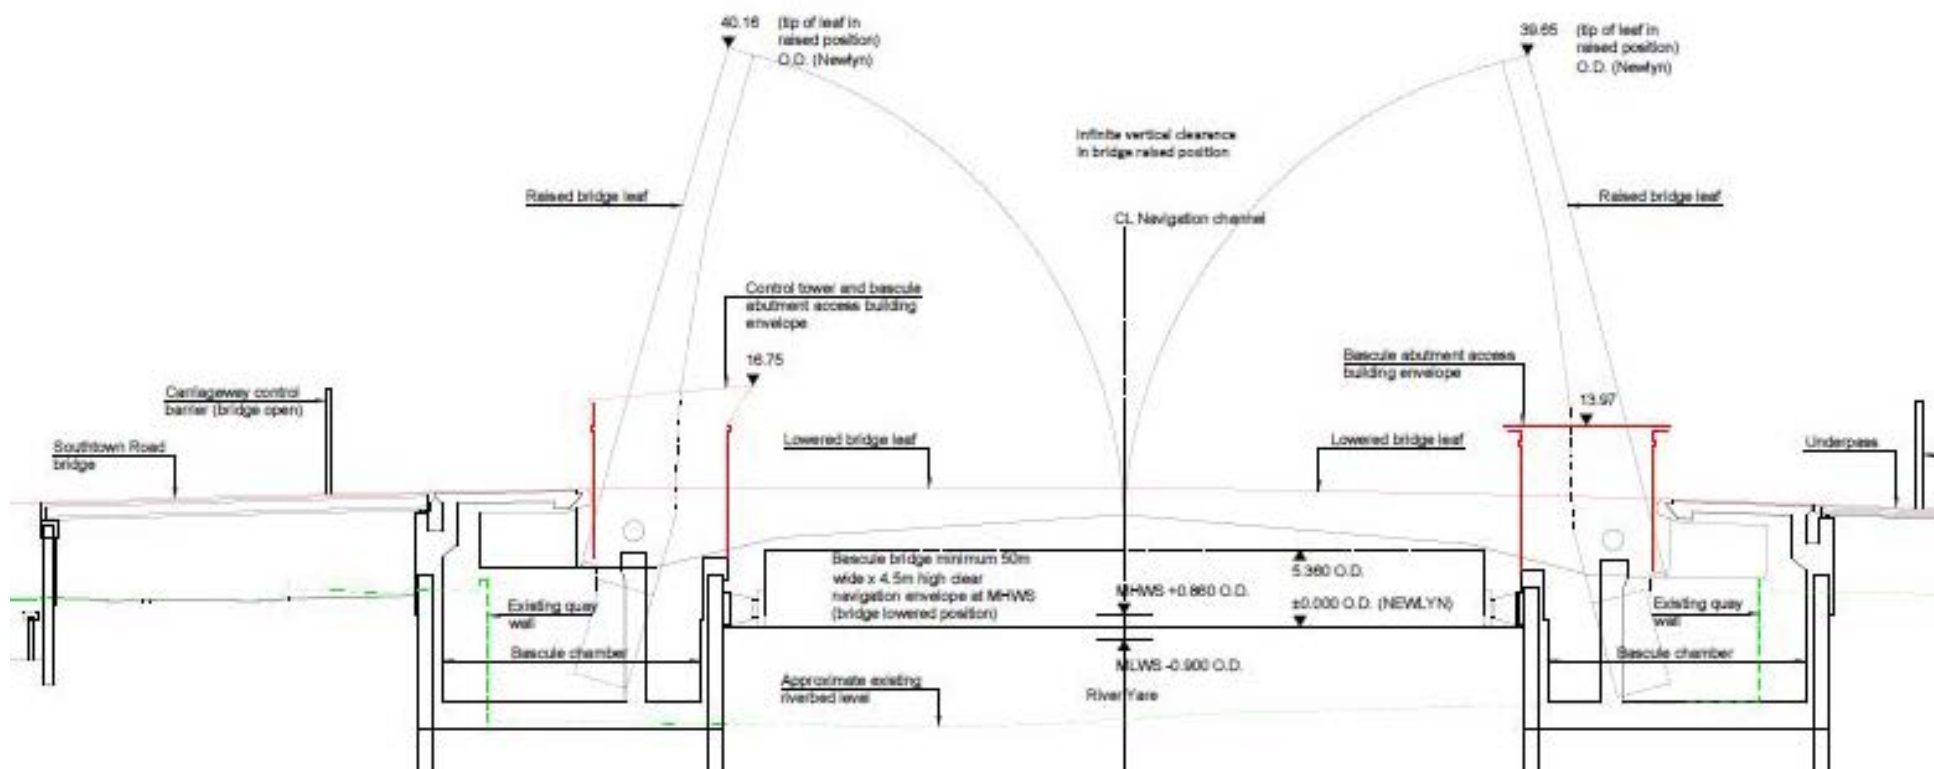 40.16
(tip of leaf in
raised position)
O.D. (Newlyn)
39.65
(tip of leaf in
raised position)
O.D. (Newlyn)
Infinite vertical clearance
in bridge raised position
Raised bridge leaf
Raised bridge leaf
CL Navigation channel
Control tower and bascule
abutment access building
envelope
16.75
Bascule abutment access
building envelope
13.97
Carriageway control
barrier (bridge open)
Southtown Road
bridge
Lowered bridge leaf
Lowered bridge leaf
Underpass
Bascule bridge minimum 50m
wide x 4.5m high clear
navigation envelope at MHWS
(bridge lowered position)
5.360 O.D.
MHWS +0.860 O.D.
±0.000 O.D. (NEWLYN)
Existing quay
wall
Existing quay
wall
Bascule chamber
Bascule chamber
MLWS -0.900 O.D.
Approximate existing
riverbed level
River Yare